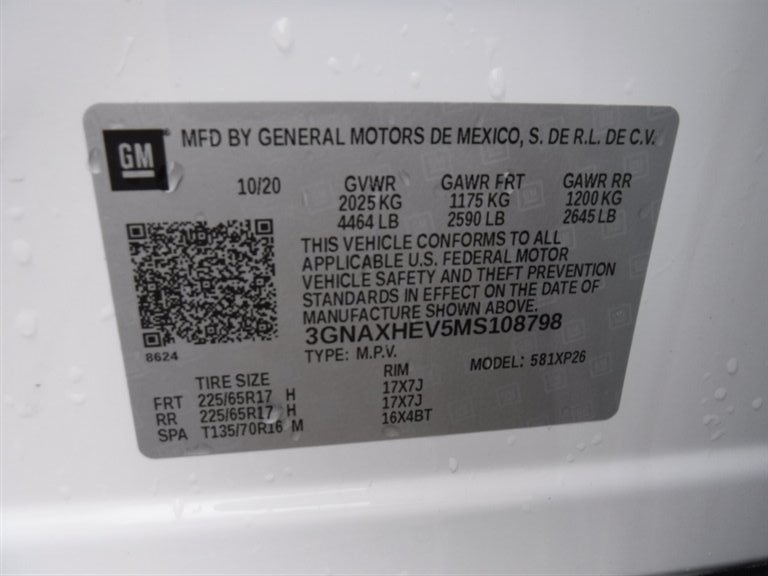 GM ® MFD BY GENERAL MOTORS DE MEXICO, S. DE R.L. DE C.V.
10/20 GVWR GAWR FRT GAWR RR
2025 KG 1175 KG 1200 KG
4464 LB 2590 LB 2645 LB
THIS VEHICLE CONFORMS TO ALL
APPLICABLE U.S. FEDERAL MOTOR
VEHICLE SAFETY AND THEFT PREVENTION
STANDARDS IN EFFECT ON THE DATE OF
MANUFACTURE SHOWN ABOVE.
3GNAXHEV5MS108798
8624 TYPE: M.P.V. MODEL: 581XP26
TIRE SIZE RIM
FRT 225/65R17 H 17X7J
RR 225/65R17 H 17X7J
SPA T135/70R16 M 16X4BT